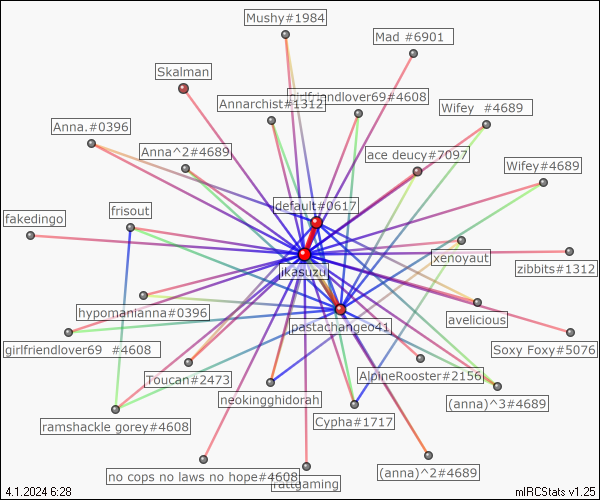 Mushy#1984
Mad #6901
Skalman
girlfriendlover69#4608
Annarchist#1312
Wifey  #4689
Anna.#0396
Anna^2#4689
ace deucy#7097
Wifey#4689
default#0617
frisout
fakedingo
xenoyaut
jkasuzu
zibbits#1312
hypomanianna#0396
avelicious
pastachangeo41
girlfriendlover69  #4608
Soxy Foxy#5076
Toucan#2473
AlpineRooster#2156
neokingghidorah
(anna)^3#4689
ramshackle gorey#4608
Cypha#1717
(anna)^2#4689
no cops no laws no hope#4608
rattgaming
4.1.2024 6:28
mIRCStats v1.25